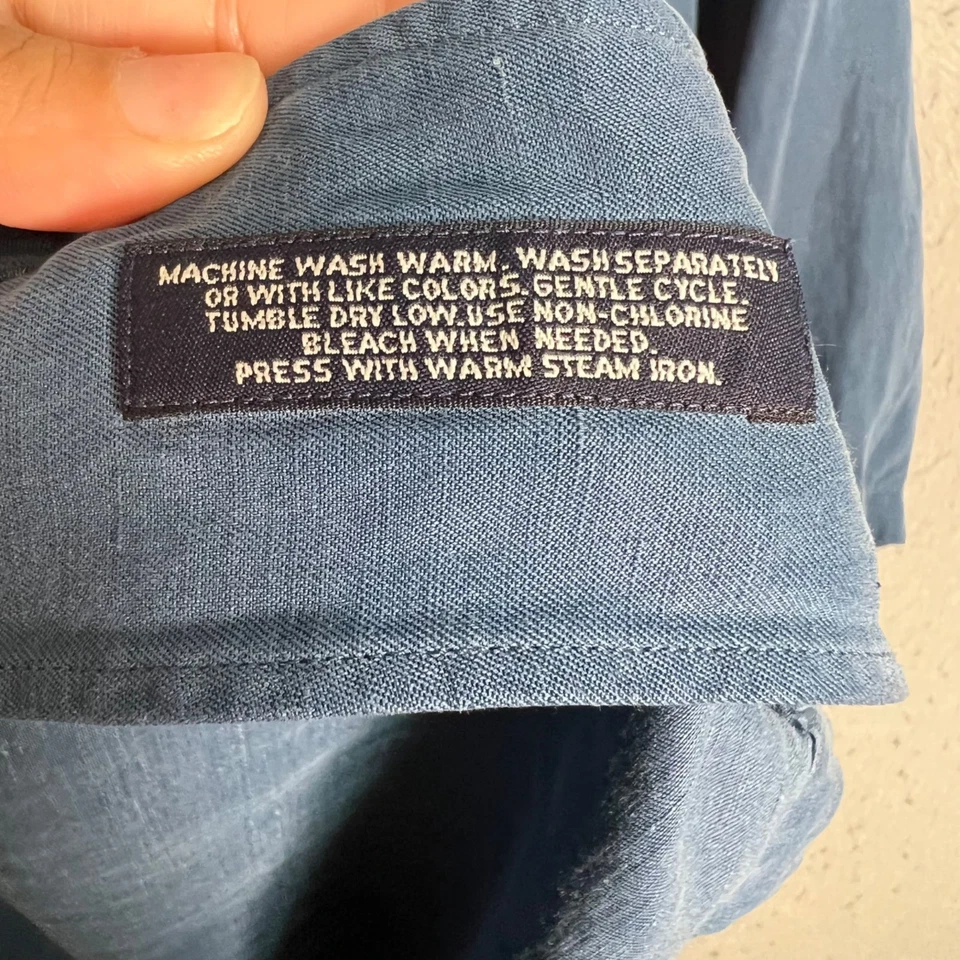 MACHINE WASH WARM, WASH SEPARATELY
OR WITH LIKE COLORS. GENTLE CYCLE.
TUMBLE DRY LOW. USE NON-CHLORINE
BLEACH WHEN NEEDED.
PRESS WITH WARM STEAM IRON.